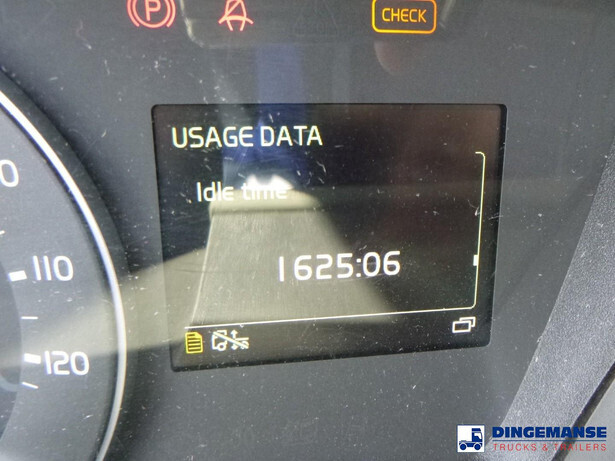 P
CHECK
USAGE DATA
Idle time
1625:06
110
120
DINGEMANSE
TRUCKS & TRAILERS